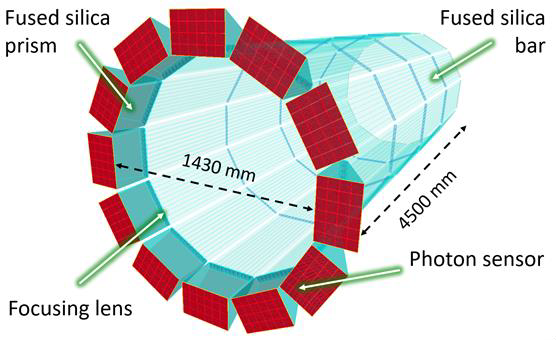 Fused silica
prism
Fused silica
bar
1430 mm
4500 mm
Photon sensor
Focusing lens